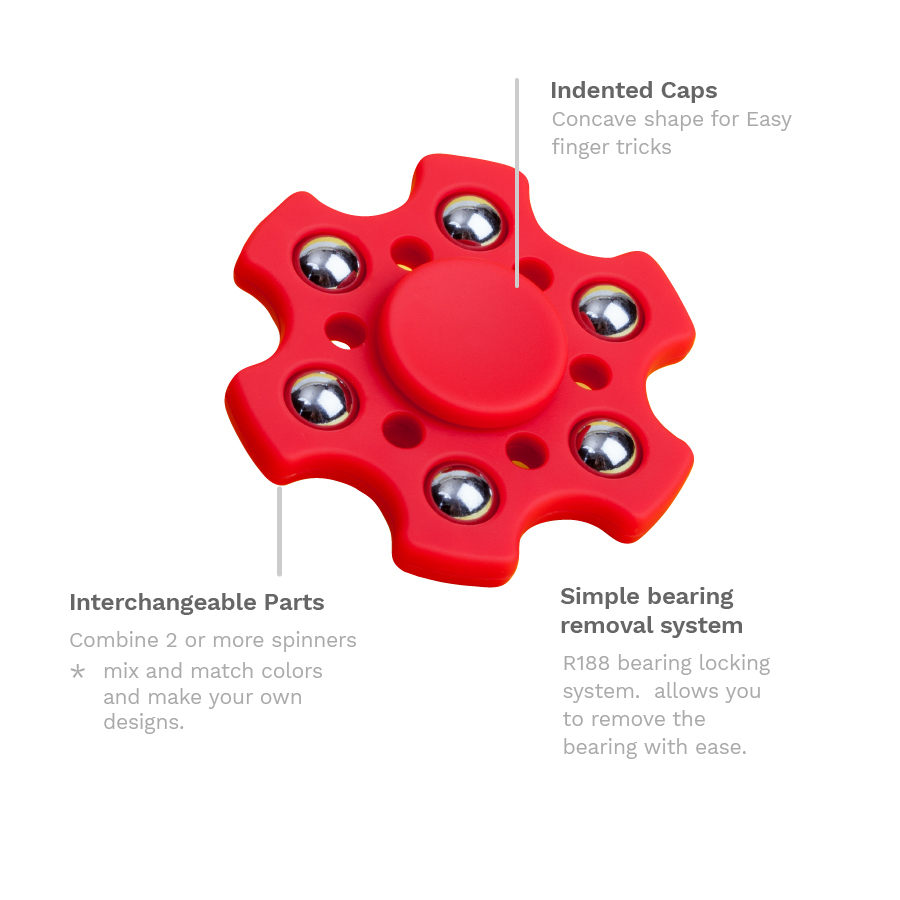 Indented Caps
Concave shape for Easy
finger tricks
Interchangeable Parts
Combine 2 or more spinners
* mix and match colors
and make your own
designs.
Simple bearing
removal system
R188 bearing locking
system.  allows you
to remove the
bearing with ease.